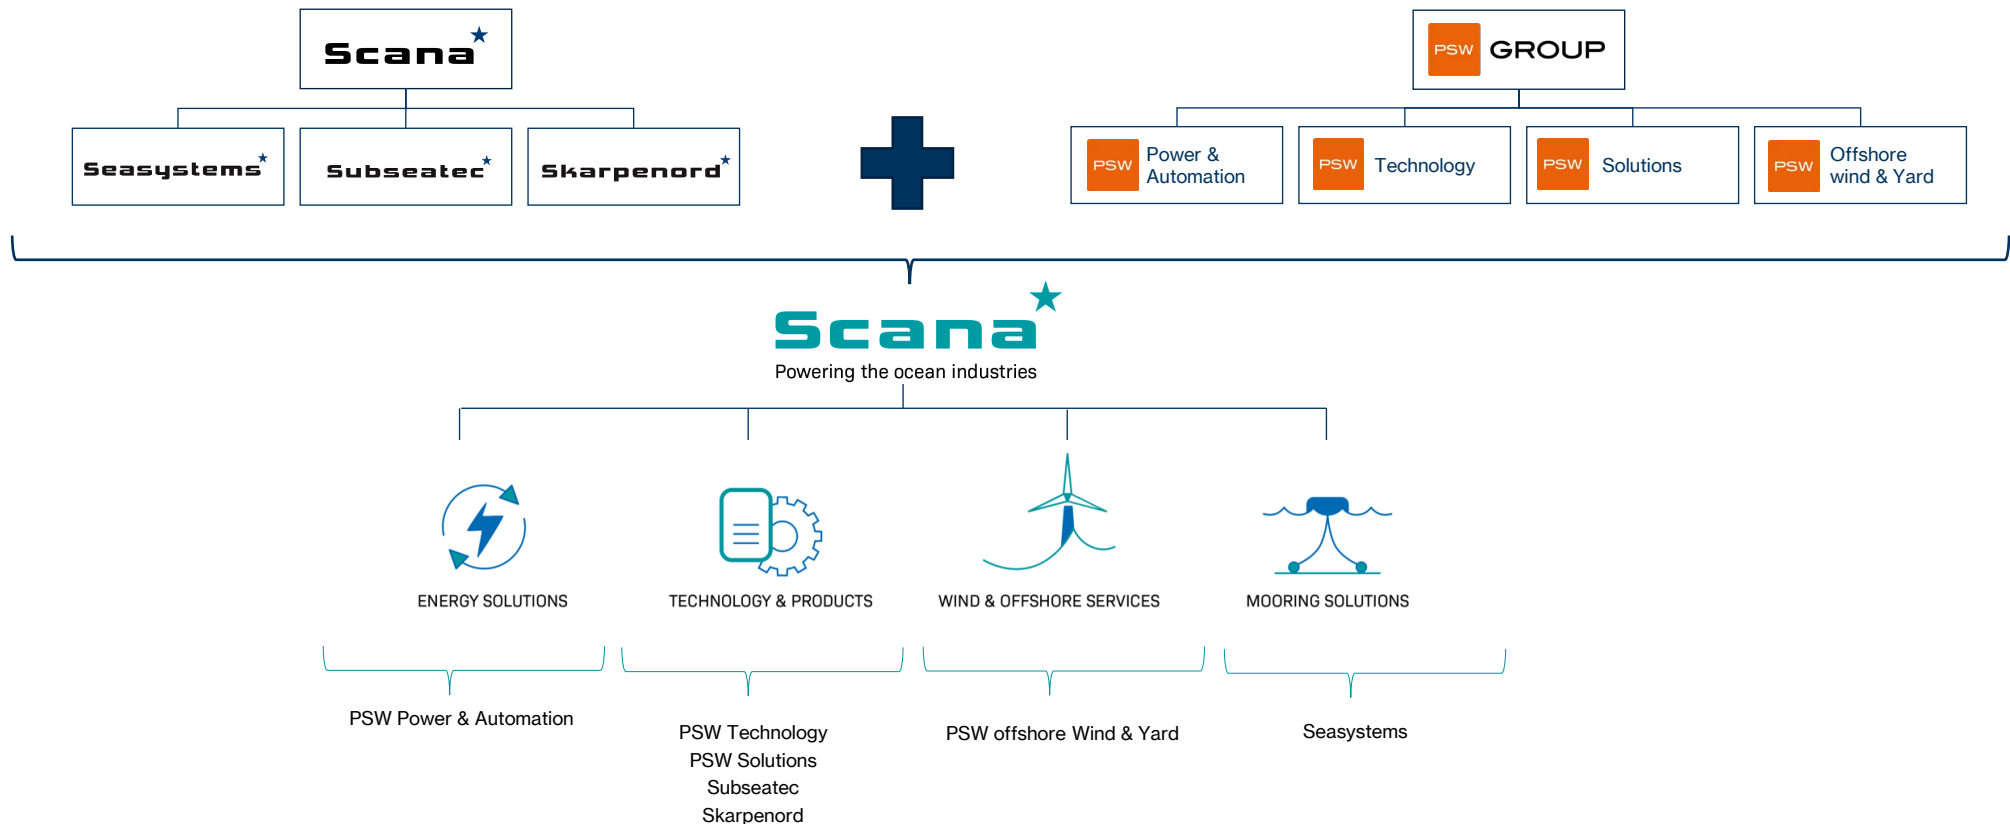 Scana
PSW GROUP
Seasystems
Subseatec
Skarpenord
PSW Power &
Automation
PSW Technology
PSW Solutions
PSW Offshore
wind & Yard
Scana
Powering the ocean industries
ENERGY SOLUTIONS
TECHNOLOGY & PRODUCTS
WIND & OFFSHORE SERVICES
MOORING SOLUTIONS
PSW Power & Automation
PSW Technology
PSW Solutions
Subseatec
Skarpenord
PSW offshore Wind & Yard
Seasystems